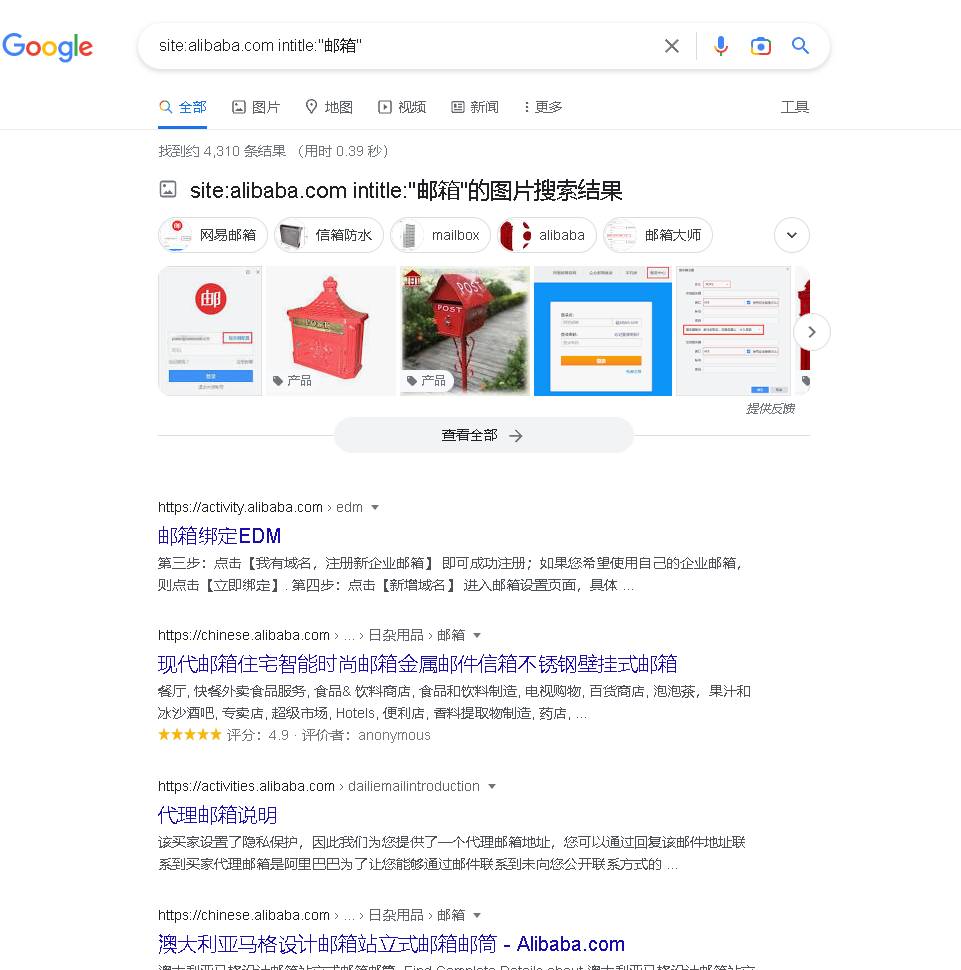 Google
site:alibaba.com intitle:"邮箱"
全部 图片 地图 视频 新闻 更多 工具
找到约 4,310 条结果 （用时 0.39 秒）
site:alibaba.com intitle:"邮箱"的图片搜索结果
网易邮箱 信箱防水 mailbox alibaba 邮箱大师
邮
POST
POST
POST
产品 产品
提供反馈
查看全部
https://activity.alibaba.com › edm
邮箱绑定EDM
第三步：点击【我有域名，注册新企业邮箱】 即可成功注册；如果您希望使用自己的企业邮箱，
则点击【立即绑定】. 第四步：点击【新增域名】 进入邮箱设置页面，具体 ...
https://chinese.alibaba.com › ... › 日杂用品 › 邮箱
现代邮箱住宅智能时尚邮箱金属邮件信箱不锈钢壁挂式邮箱
餐厅, 快餐外卖食品服务, 食品& 饮料商店, 食品和饮料制造, 电视购物, 百货商店, 泡泡茶，果汁和
冰沙酒吧, 专卖店, 超级市场, Hotels, 便利店, 香料提取物制造, 药店, ...
评分：4.9 · 评价者：anonymous
https://activities.alibaba.com › dailiemailintroduction
代理邮箱说明
该买家设置了隐私保护，因此我们为您提供了一个代理邮箱地址，您可以通过回复该邮件地址联
系到买家代理邮箱是阿里巴巴为了让您能够通过邮件联系到未向您公开联系方式的 ...
https://chinese.alibaba.com › ... › 日杂用品 › 邮箱
澳大利亚马格设计邮箱站立式邮箱邮筒 - Alibaba.com